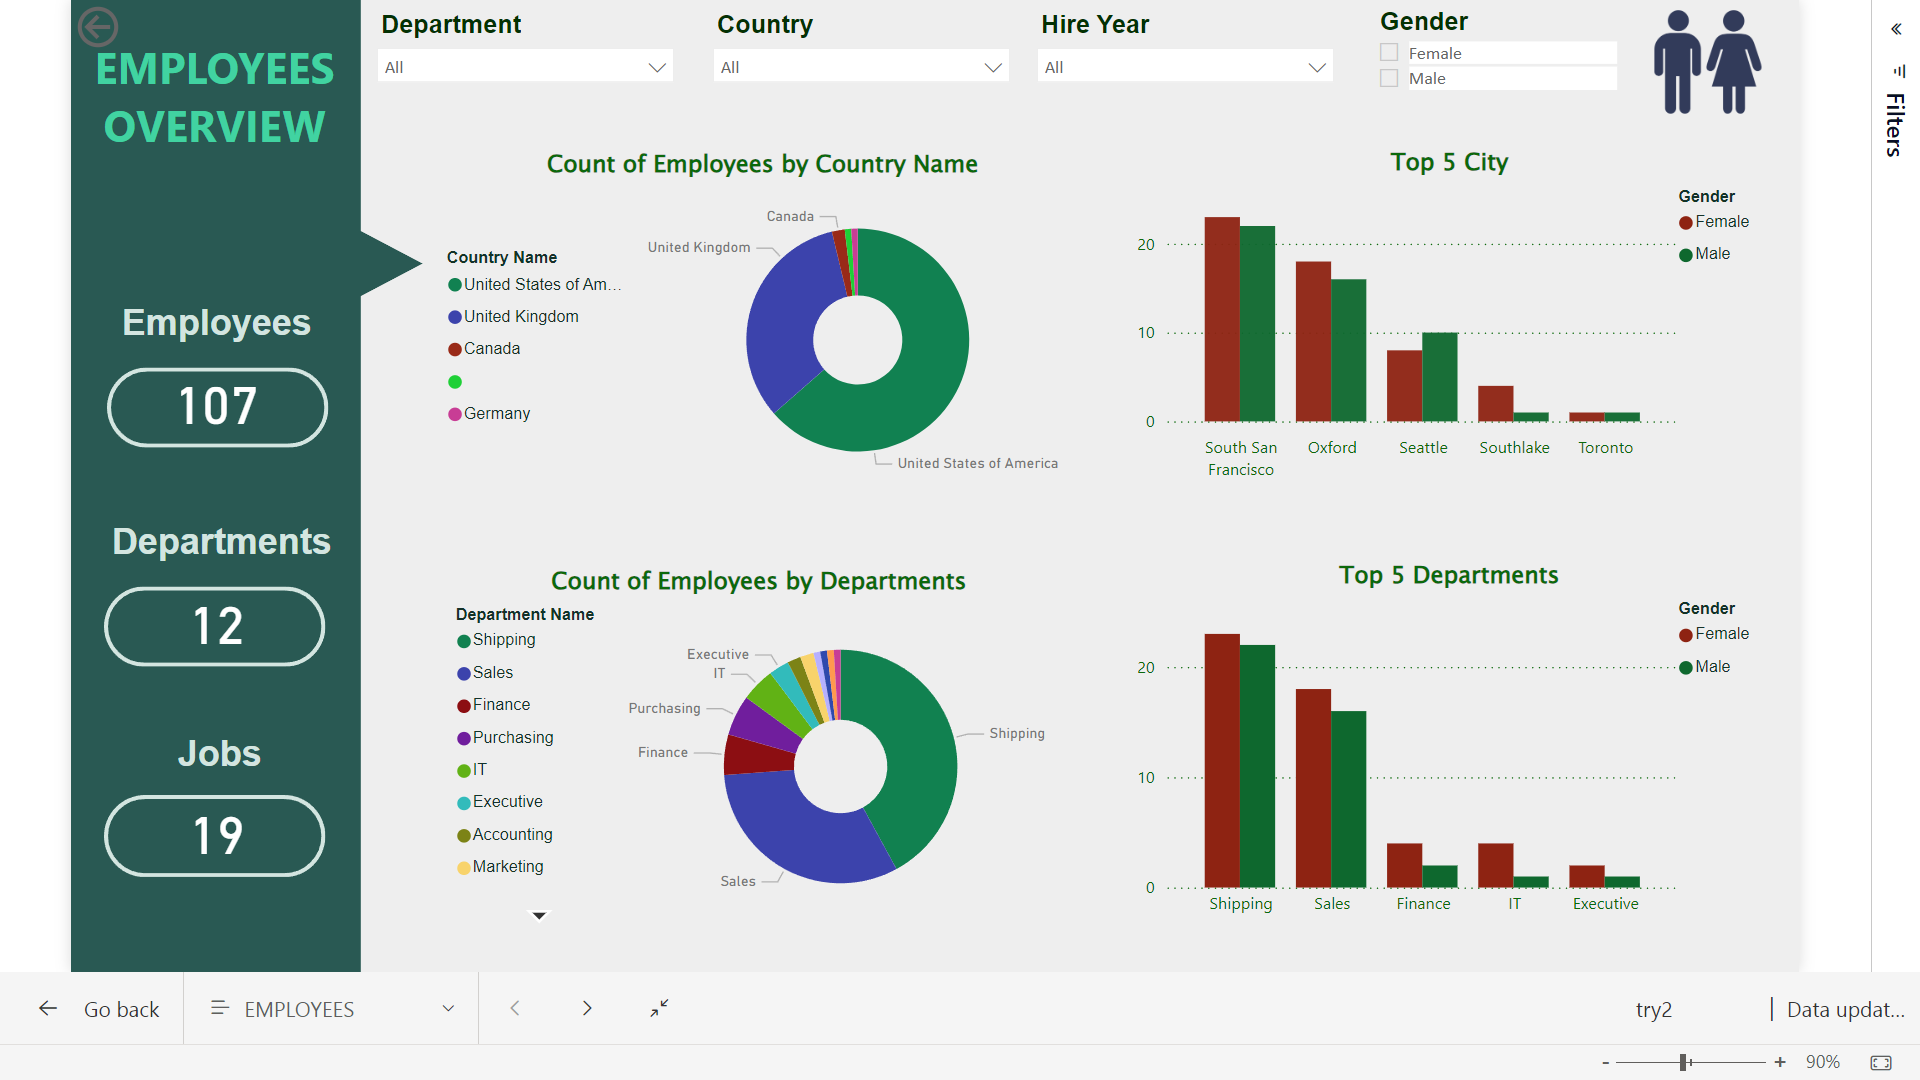 EMPLOYEES
OVERVIEW
Employees
107
Departments
12
Jobs
19
Department
All
Country
All
Hire Year
All
Gender
Female
Male
Filters
Count of Employees by Country Name
Country Name
United States of Am...
United Kingdom
Canada
Germany
Canada
United Kingdom
United States of America
Top 5 City
Gender
Female
Male
20
10
0
South San
Francisco
Oxford
Seattle
Southlake
Toronto
Count of Employees by Departments
Department Name
Shipping
Sales
Finance
Purchasing
IT
Executive
Accounting
Marketing
Executive
IT
Purchasing
Finance
Sales
Shipping
Top 5 Departments
Gender
Female
Male
20
10
0
Shipping
Sales
Finance
IT
Executive
Go back
EMPLOYEES
try2
| Data updat...
- + 90%